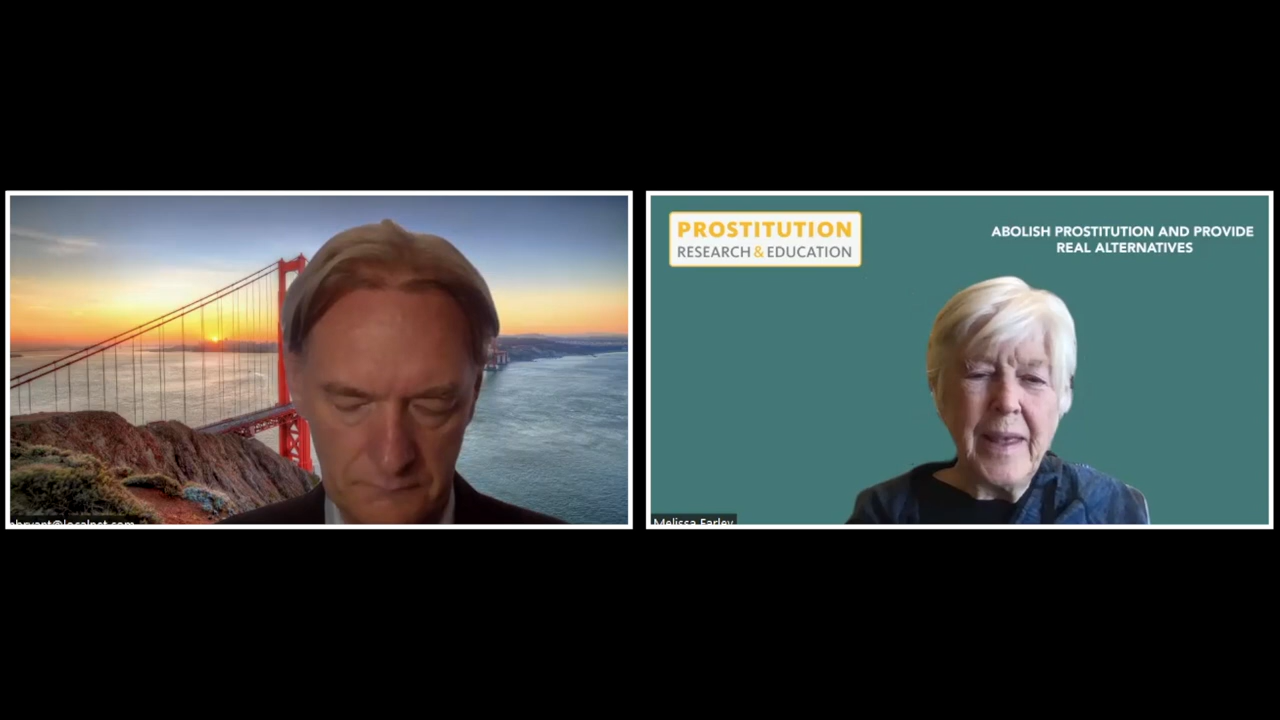 PROSTITUTION
RESEARCH & EDUCATION
ABOLISH PROSTITUTION AND PROVIDE
REAL ALTERNATIVES
Melissa Farley